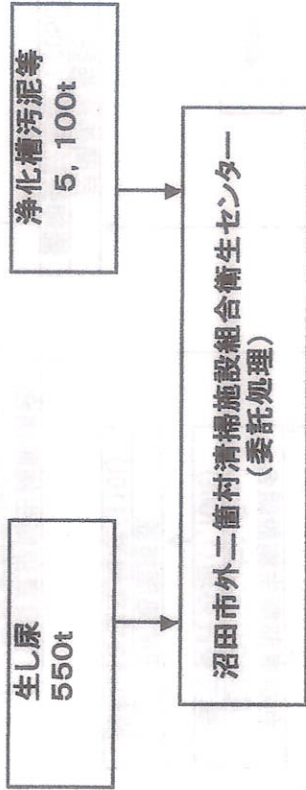 生し尿
550t
浄化槽汚泥等
5，100t
沼田市外二箇村清掃施設組合衛生センター
（委託処理）